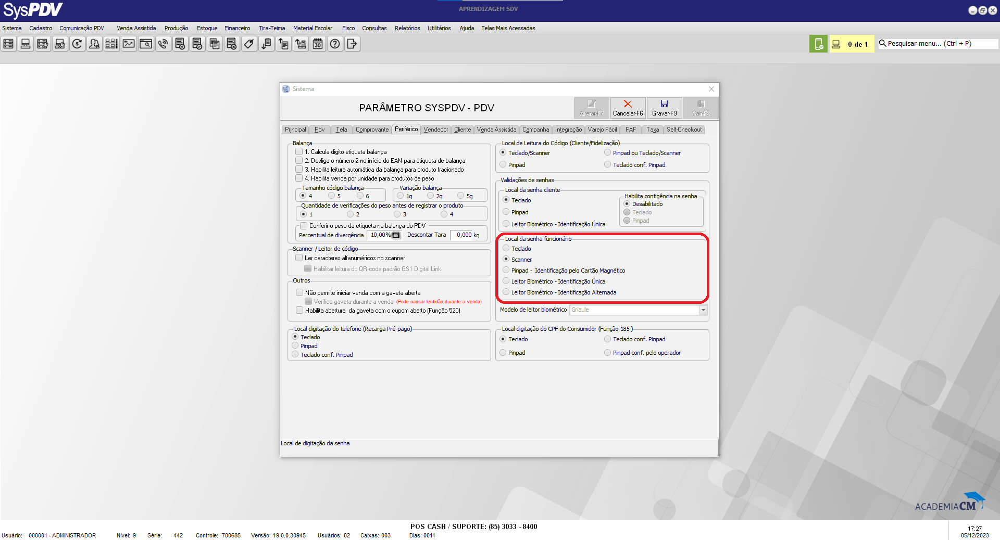 SysPDV
APRENDIZAGEM SDV
Sistema Cadastro Comunicação PDV Venda Assistida Produção Estoque Financeiro Tira-Teima Material Escolar Fisco Consultas Relatórios Utilitários Ajuda Telas Mais Acessadas
30
0 de 1
Pesquisar menu... (Ctrl + P)
Sistema
PARÂMETRO SYSPDV - PDV
Alterar-F7 Cancelar-F6 Gravar-F9 Sair-F8
Principal Pdv Tela Comprovante Periférico Vendedor Cliente Venda Assistida Campanha Integração Varejo Fácil PAF Taxa Self-Checkout
Balança
1. Calcula digito etiqueta balança
2. Desliga o número 2 no início do EAN para etiqueta de balança
3. Habilita leitura automática da balança para produto fracionado
4. Habilita venda por unidade para produtos de peso
Tamanho código balança
4 5 6
Variação balança
1g 2g 5g
Quantidade de verificações do peso antes de registrar o produto
1 2 3 4
Conferir o peso da etiqueta na balança do PDV
Percentual de divergência 10,00% Descontar Tara 0,000 kg
Scanner / Leitor de código
Ler caracteres alfanuméricos no scanner
Habilitar leitura do QR-code padrão GS1 Digital Link
Outros
Não permite iniciar venda com a gaveta aberta
Verifica gaveta durante a venda (Pode causar lentidão durante a venda)
Habilita abertura da gaveta com o cupom aberto (Função 520)
Local digitação do telefone (Recarga Pré-pago)
Teclado
Pinpad
Teclado conf. Pinpad
Local de Leitura do Código (Cliente/Fidelização)
Teclado/Scanner Pinpad ou Teclado/Scanner
Pinpad Teclado conf. Pinpad
Validações de senhas
Local da senha cliente
Teclado
Pinpad
Leitor Biométrico - Identificação Única
Habilita contigência na senha
Desabilitado
Teclado
Pinpad
Local da senha funcionário
Teclado
Scanner
Pinpad - Identificação pelo Cartão Magnético
Leitor Biométrico - Identificação Única
Leitor Biométrico - Identificação Alternada
Modelo de leitor biométrico Griaule
Local digitação do CPF do Consumidor (Função 185 )
Teclado Teclado conf. Pinpad
Pinpad Pinpad conf. pelo operador
Local de digitação da senha
ACADEMIACM
POS CASH / SUPORTE: (85) 3033 - 8400
Usuário: 000001 - ADMINISTRADOR Nível: 9 Série: 442 Controle: 700685 Versão: 19.0.0.30945 Usuários: 02 Caixas: 003 Dias: 0011
17:27
05/12/2023